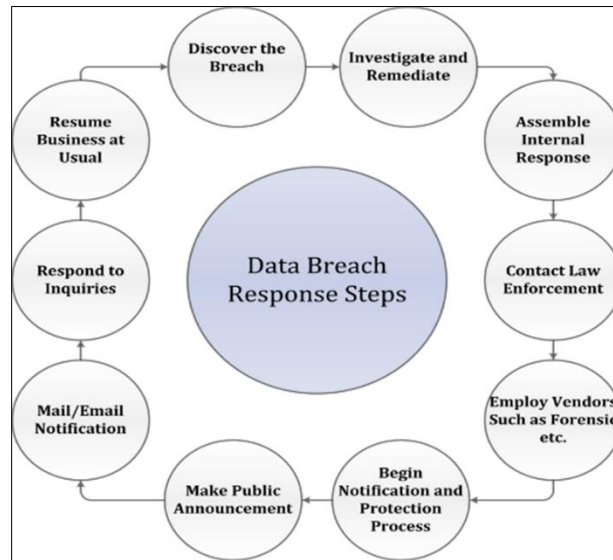 Discover the
Breach
Investigate and
Remediate
Assemble
Internal
Response
Contact Law
Enforcement
Employ Vendors
Such as Forensic
etc.
Begin
Notification and
Protection
Process
Make Public
Announcement
Mail/Email
Notification
Respond to
Inquiries
Resume
Business at
Usual
Data Breach
Response Steps